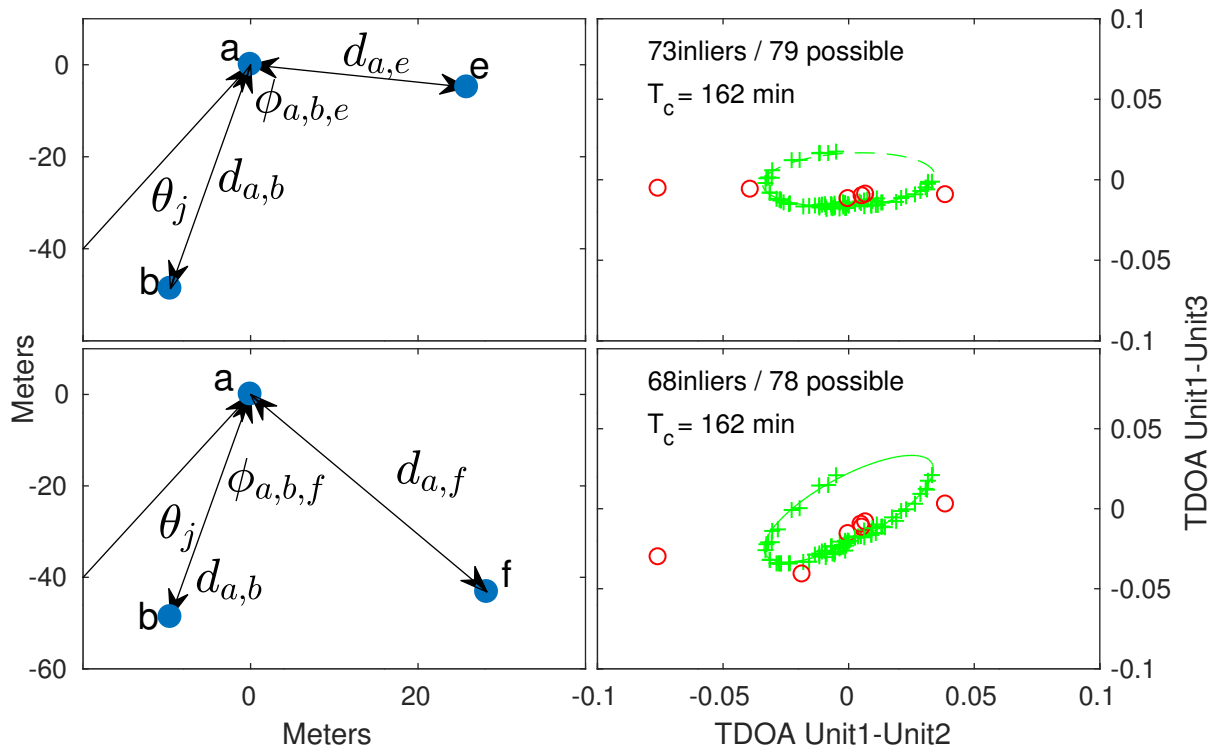 a
e
d_{a,e}
ϕ_{a,b,e}
d_{a,b}
θ_j
b
0
-20
-40
73inliers / 79 possible
T_c= 162 min
0.1
0.05
0
-0.05
-0.1
a
f
d_{a,f}
ϕ_{a,b,f}
θ_j
d_{a,b}
b
0
-20
-40
-60
0
20
Meters
Meters
68inliers / 78 possible
T_c= 162 min
0.05
0
-0.05
-0.1
-0.1
-0.05
0
0.05
0.1
TDOA Unit1-Unit2
TDOA Unit1-Unit3